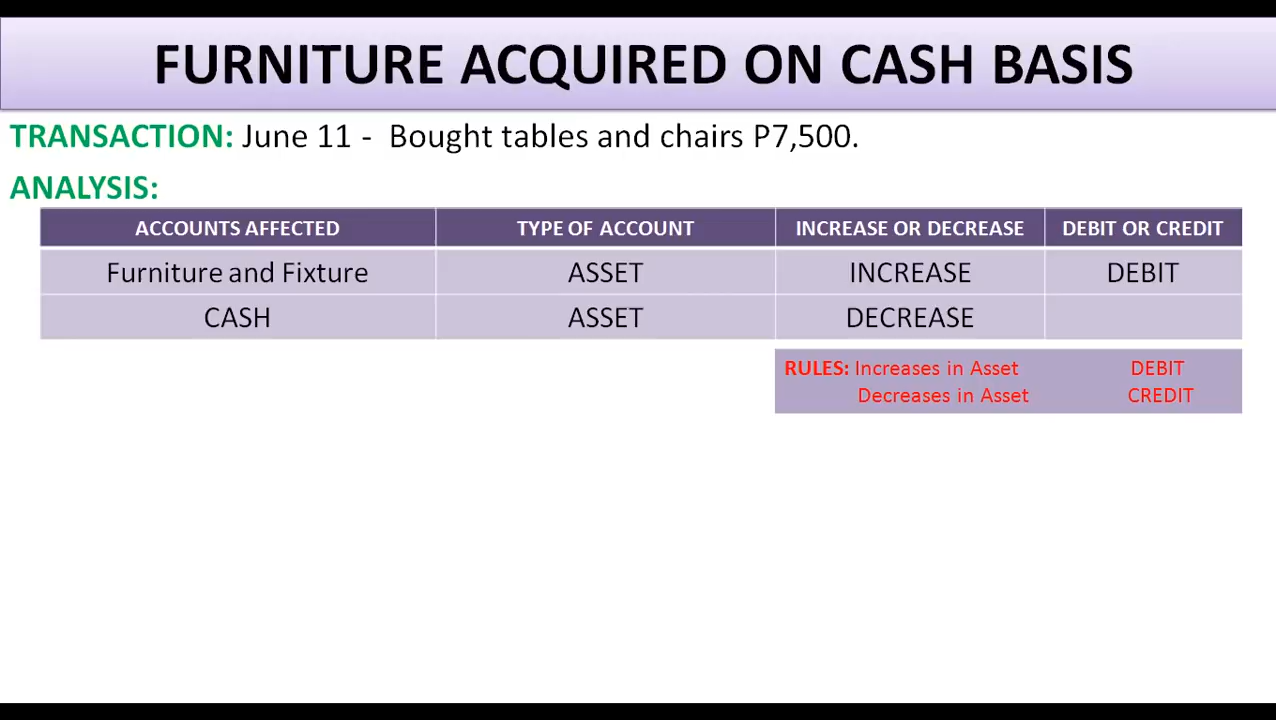 FURNITURE ACQUIRED ON CASH BASIS
TRANSACTION: June 11 - Bought tables and chairs P7,500.
ANALYSIS:
ACCOUNTS AFFECTED TYPE OF ACCOUNT INCREASE OR DECREASE DEBIT OR CREDIT
Furniture and Fixture ASSET INCREASE DEBIT
CASH ASSET DECREASE
RULES: Increases in Asset DEBIT
Decreases in Asset CREDIT